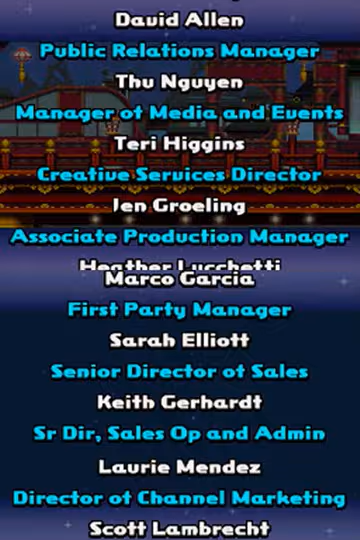 David Allen
Public Relations Manager
Thu Nguyen
Manager of Media and Events
Teri Higgins
Creative Services Director
Jen Groeling
Associate Production Manager
Heather Lucchetti
Marco Garcia
First Party Manager
Sarah Elliott
Senior Director of Sales
Keith Gerhardt
Sr Dir, Sales Op and Admin
Laurie Mendez
Director of Channel Marketing
Scott Lambrecht